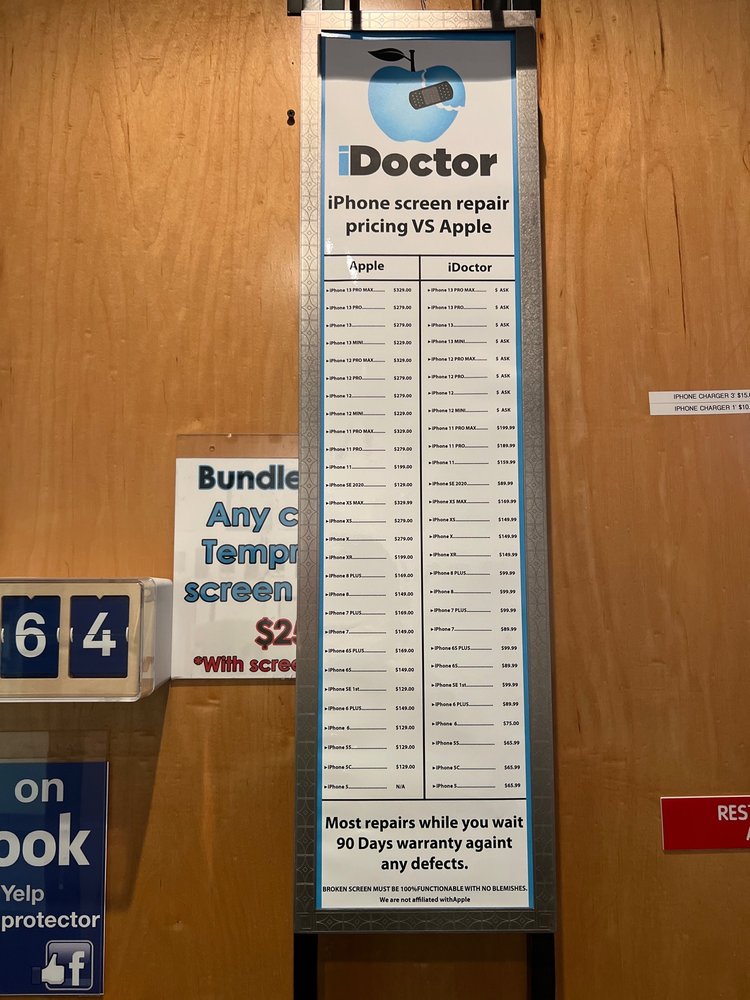 iDoctor
iPhone screen repair
pricing VS Apple
Apple
iPhone 13 PRO MAX........ $329.00
iPhone 13 PRO............ $279.00
iPhone 13................ $279.00
iPhone 13 MINI........... $229.00
iPhone 12 PRO MAX........ $329.00
iPhone 12 PRO............ $279.00
iPhone 12................ $279.00
iPhone 12 MINI........... $229.00
iPhone 11 PRO MAX........ $329.00
iPhone 11 PRO............ $279.00
iPhone 11................ $199.00
iPhone SE 2020........... $129.00
iPhone XS MAX............ $329.99
iPhone XS................ $279.00
iPhone X................. $279.00
iPhone XR................ $199.00
iPhone 8 PLUS............ $169.00
iPhone 8................. $149.00
iPhone 7 PLUS............ $169.00
iPhone 7................. $149.00
iPhone 6S PLUS........... $169.00
iPhone 6S................ $149.00
iPhone SE 1st............ $129.00
iPhone 6 PLUS............ $149.00
iPhone 6................. $129.00
iPhone 5S................ $129.00
iPhone 5C................ $129.00
iPhone 5................. N/A
iDoctor
iPhone 13 PRO MAX........ $ ASK
iPhone 13 PRO............ $ ASK
iPhone 13................ $ ASK
iPhone 13 MINI........... $ ASK
iPhone 12 PRO MAX........ $ ASK
iPhone 12 PRO............ $ ASK
iPhone 12................ $ ASK
iPhone 12 MINI........... $ ASK
iPhone 11 PRO MAX........ $199.99
iPhone 11 PRO............ $189.99
iPhone 11................ $159.99
iPhone SE 2020........... $89.99
iPhone XS MAX............ $169.99
iPhone XS................ $149.99
iPhone X................. $149.99
iPhone XR................ $149.99
iPhone 8 PLUS............ $99.99
iPhone 8................. $99.99
iPhone 7 PLUS............ $99.99
iPhone 7................. $89.99
iPhone 6S PLUS........... $99.99
iPhone 6S................ $89.99
iPhone SE 1st............ $99.99
iPhone 6 PLUS............ $89.99
iPhone 6................. $75.00
iPhone 5S................ $65.99
iPhone 5C................ $65.99
iPhone 5................. $65.99
Most repairs while you wait
90 Days warranty againt
any defects.
BROKEN SCREEN MUST BE 100%FUNCTIONABLE WITH NO BLEMISHES.
We are not affiliated withApple
Bundle
Any c
Tempr
screen
$25
*With scree
6 4
on
ook
Yelp
protector
f
IPHONE CHARGER 3' $15.
IPHONE CHARGER 1' $10.
REST